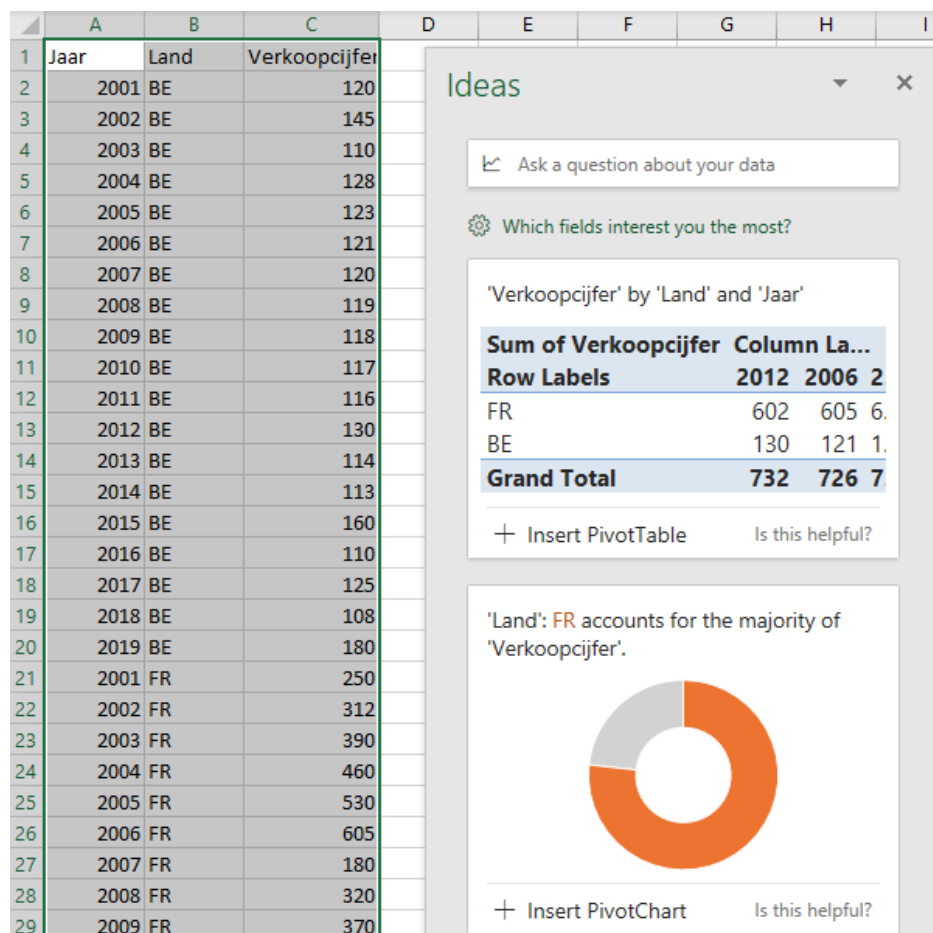 A B C D E F G H I
1 Jaar Land Verkoopcijfer
2 2001 BE 120
3 2002 BE 145
4 2003 BE 110
5 2004 BE 128
6 2005 BE 123
7 2006 BE 121
8 2007 BE 120
9 2008 BE 119
10 2009 BE 118
11 2010 BE 117
12 2011 BE 116
13 2012 BE 130
14 2013 BE 114
15 2014 BE 113
16 2015 BE 160
17 2016 BE 110
18 2017 BE 125
19 2018 BE 108
20 2019 BE 180
21 2001 FR 250
22 2002 FR 312
23 2003 FR 390
24 2004 FR 460
25 2005 FR 530
26 2006 FR 605
27 2007 FR 180
28 2008 FR 320
29 2009 FR 370
Ideas
Ask a question about your data
Which fields interest you the most?
'Verkoopcijfer' by 'Land' and 'Jaar'
Sum of Verkoopcijfer Column La...
Row Labels 2012 2006 2.
FR 602 605 6.
BE 130 121 1.
Grand Total 732 726 7.
Insert PivotTable Is this helpful?
'Land': FR accounts for the majority of
'Verkoopcijfer'.
Insert PivotChart Is this helpful?